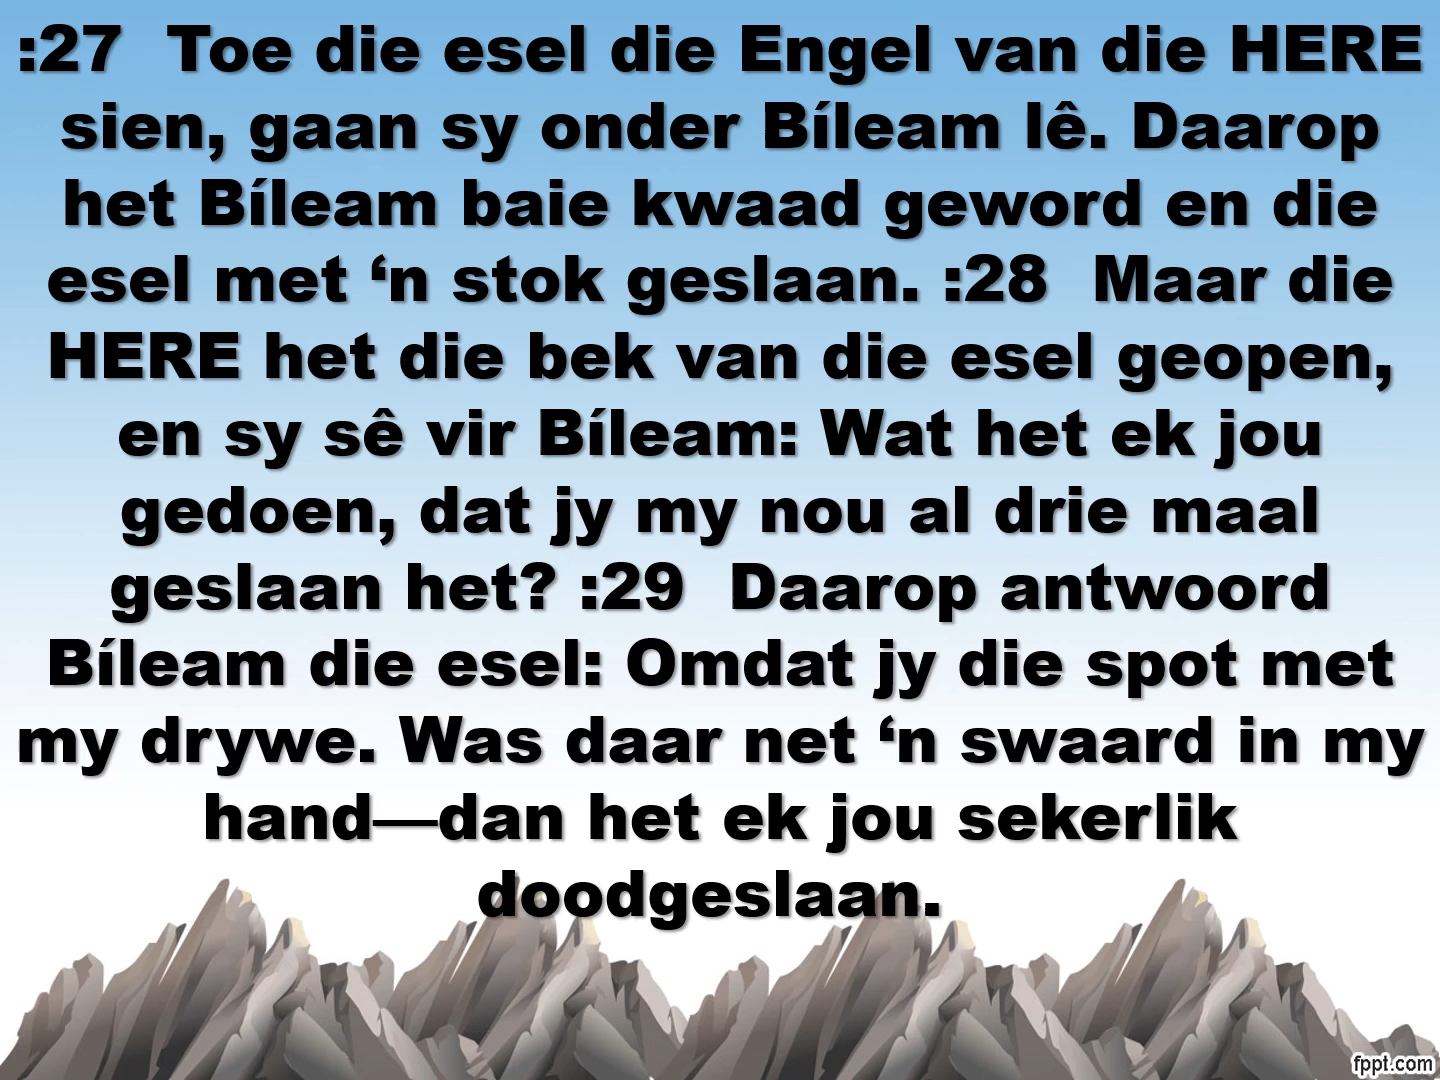 :27  Toe die esel die Engel van die HERE
sien, gaan sy onder Bíleam lê. Daarop
het Bíleam baie kwaad geword en die
esel met ‘n stok geslaan. :28  Maar die
HERE het die bek van die esel geopen,
en sy sê vir Bíleam: Wat het ek jou
gedoen, dat jy my nou al drie maal
geslaan het? :29  Daarop antwoord
Bíleam die esel: Omdat jy die spot met
my drywe. Was daar net ‘n swaard in my
hand—dan het ek jou sekerlik
doodgeslaan.
fppt.com